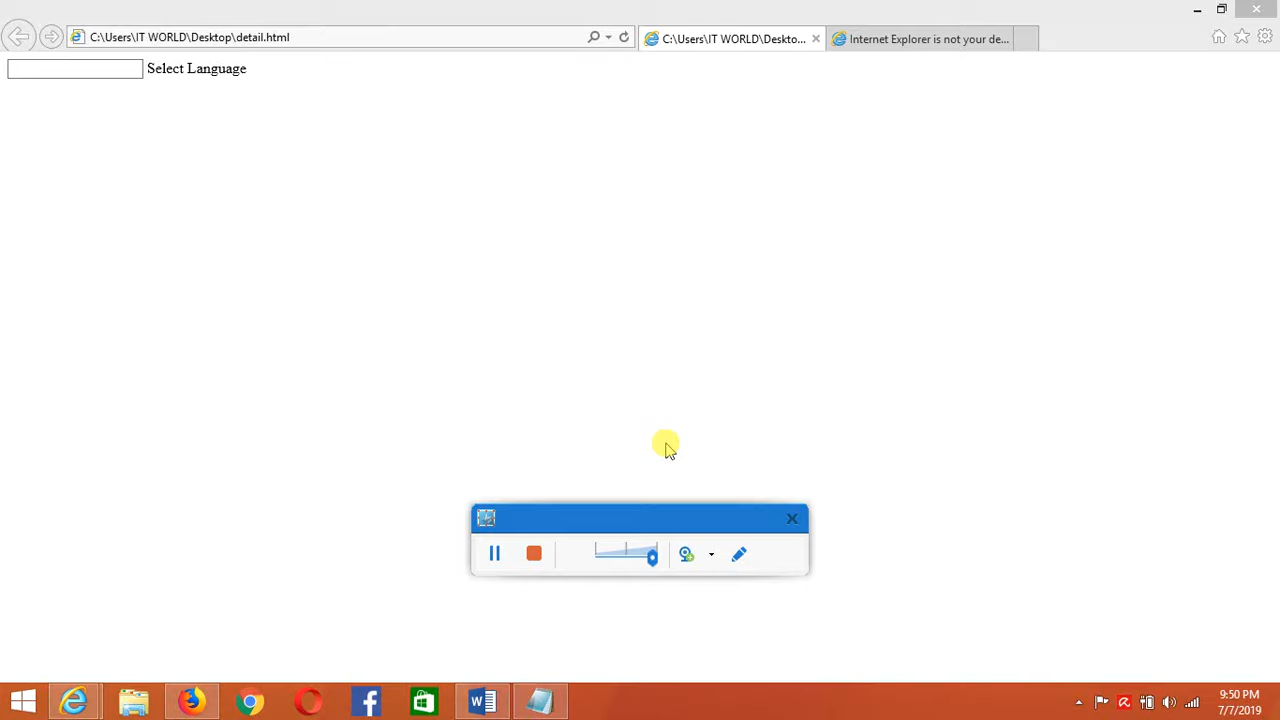 C:\Users\IT WORLD\Desktop\detail.html
C:\Users\IT WORLD\Deskto...
Internet Explorer is not your de...
Select Language
9:50 PM
7/7/2019